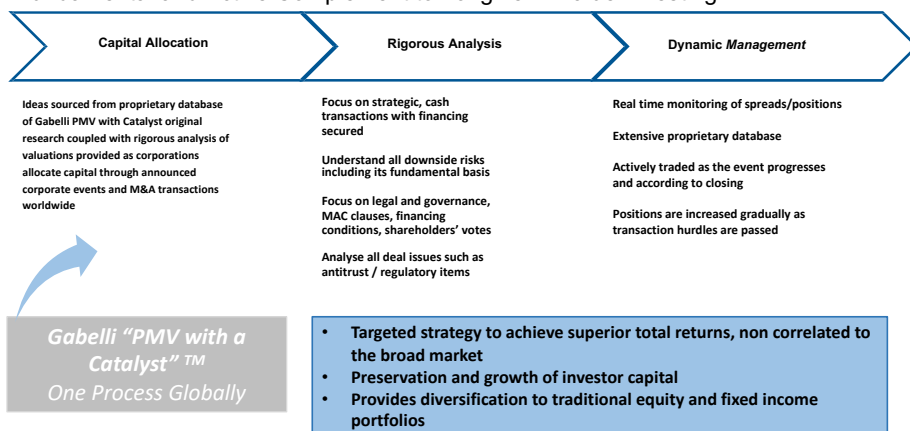 Capital Allocation
Rigorous Analysis
Dynamic Management
Ideas sourced from proprietary database
of Gabelli PMV with Catalyst original
research coupled with rigorous analysis of
valuations provided as corporations
allocate capital through announced
corporate events and M&A transactions
worldwide
Focus on strategic, cash
transactions with financing
secured
Understand all downside risks
including its fundamental basis
Focus on legal and governance,
MAC clauses, financing
conditions, shareholders' votes
Analyse all deal issues such as
antitrust / regulatory items
Real time monitoring of spreads/positions
Extensive proprietary database
Actively traded as the event progresses
and according to closing
Positions are increased gradually as
transaction hurdles are passed
Gabelli “PMV with a
Catalyst” ™
One Process Globally
• Targeted strategy to achieve superior total returns, non correlated to
the broad market
• Preservation and growth of investor capital
• Provides diversification to traditional equity and fixed income
portfolios